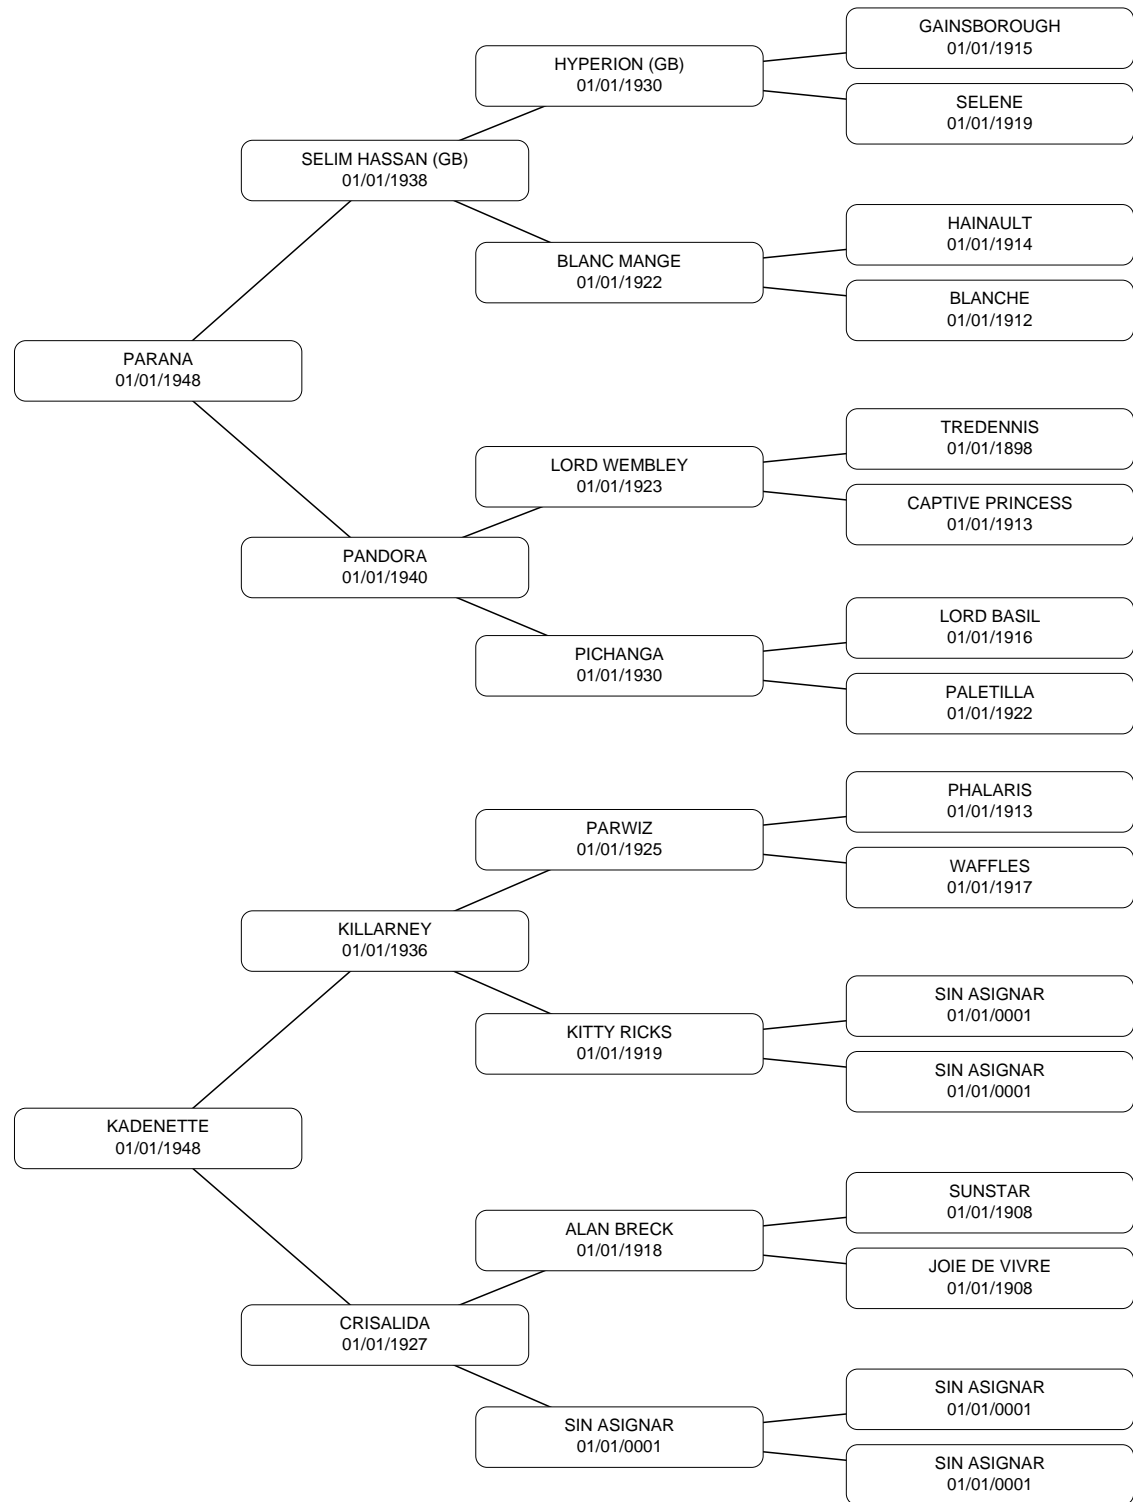 GAINSBOROUGH
01/01/1915
HYPERION (GB)
01/01/1930
SELENE
01/01/1919
SELIM HASSAN (GB)
01/01/1938
HAINAULT
01/01/1914
BLANC MANGE
01/01/1922
BLANCHE
01/01/1912
PARANA
01/01/1948
TREDENNIS
01/01/1898
LORD WEMBLEY
01/01/1923
CAPTIVE PRINCESS
01/01/1913
PANDORA
01/01/1940
LORD BASIL
01/01/1916
PICHANGA
01/01/1930
PALETILLA
01/01/1922
PHALARIS
01/01/1913
PARWIZ
01/01/1925
WAFFLES
01/01/1917
KILLARNEY
01/01/1936
SIN ASIGNAR
01/01/0001
KITTY RICKS
01/01/1919
SIN ASIGNAR
01/01/0001
KADENETTE
01/01/1948
SUNSTAR
01/01/1908
ALAN BRECK
01/01/1918
JOIE DE VIVRE
01/01/1908
CRISALIDA
01/01/1927
SIN ASIGNAR
01/01/0001
SIN ASIGNAR
01/01/0001
SIN ASIGNAR
01/01/0001